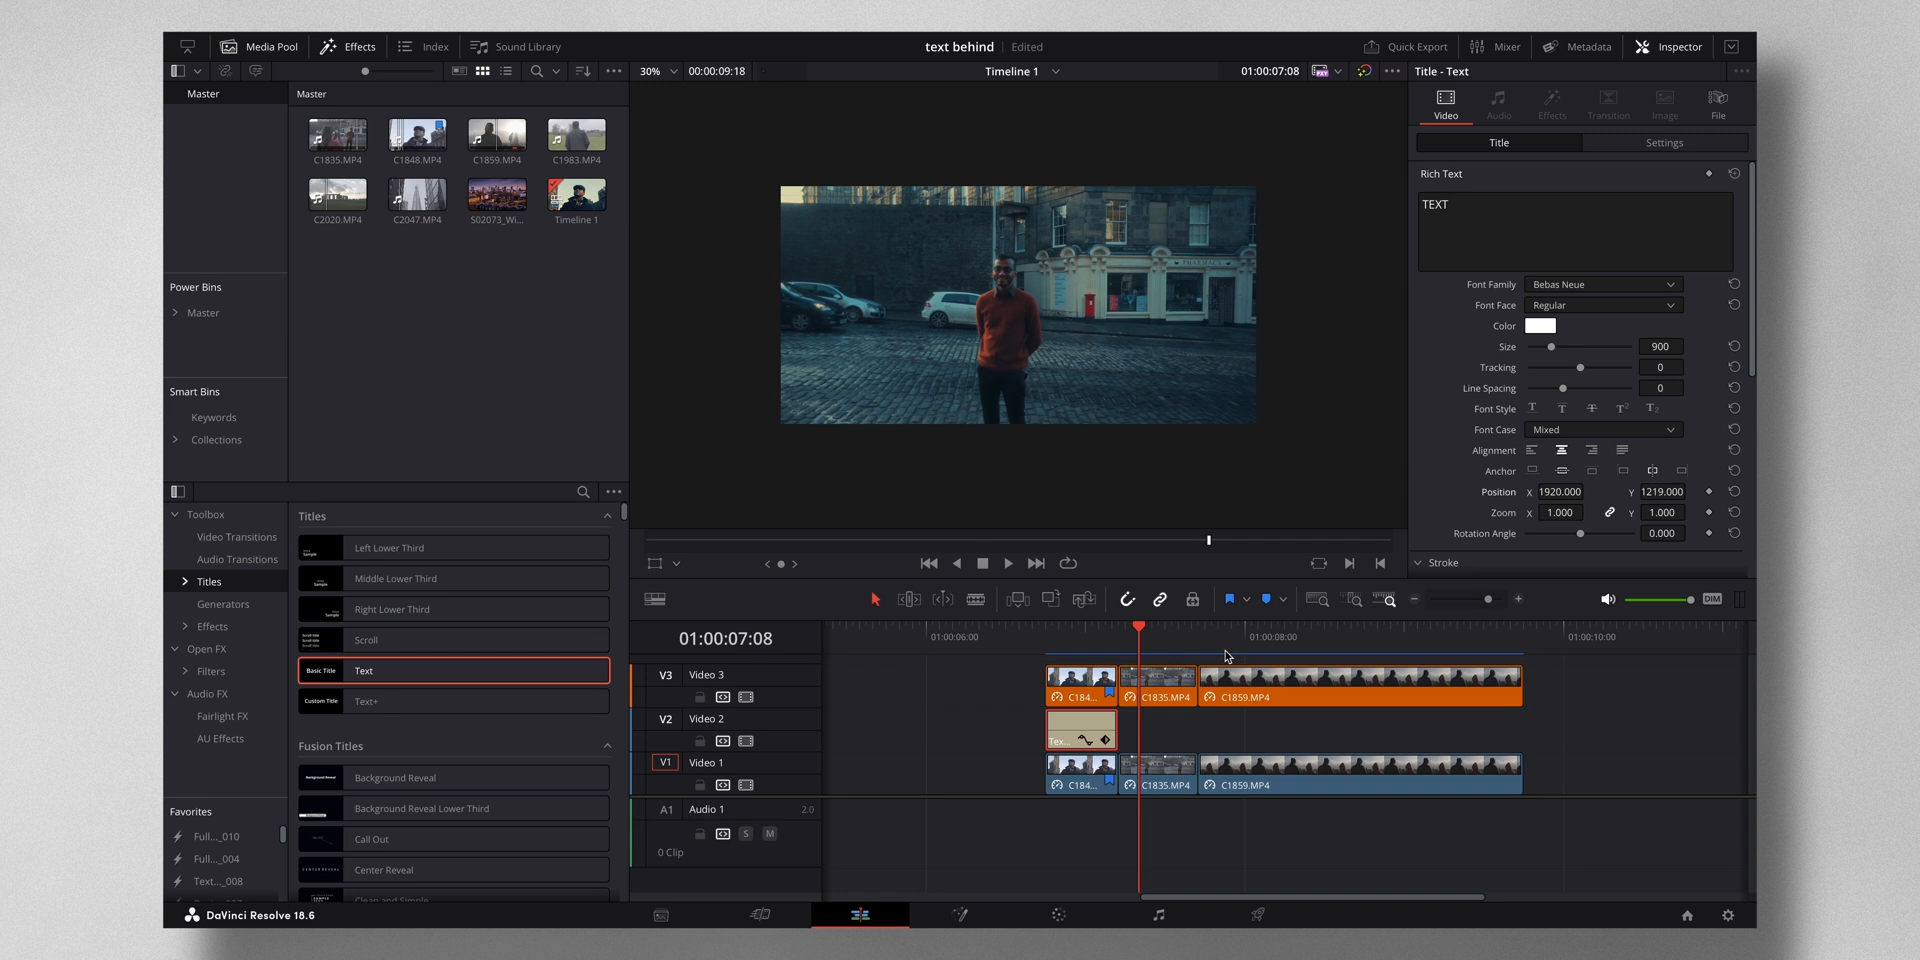 Media Pool
Effects
Index
Sound Library
text behind
Edited
Quick Export
Mixer
Metadata
Inspector
30%
00:00:09:18
Timeline 1
01:00:07:08
Title - Text
Master
Master
C1835.MP4
C1848.MP4
C1859.MP4
C1983.MP4
C2020.MP4
C2047.MP4
S02073_Wi...
Timeline 1
Power Bins
Master
Smart Bins
Keywords
Collections
PHARMACY
Video
Audio
Effects
Transition
Image
File
Title
Settings
Rich Text
TEXT
Font Family
Bebas Neue
Font Face
Regular
Color
Size
900
Tracking
0
Line Spacing
0
Font Style
Font Case
Mixed
Alignment
Anchor
Position X 1920.000 Y 1219.000
Zoom X 1.000 Y 1.000
Rotation Angle
0.000
Stroke
Toolbox
Video Transitions
Audio Transitions
Titles
Generators
Effects
Open FX
Filters
Audio FX
Fairlight FX
AU Effects
Favorites
Full..._010
Full..._004
Text..._008
Titles
Left Lower Third
Middle Lower Third
Right Lower Third
Scroll
Basic Title
Text
Custom Title
Text+
Fusion Titles
Background Reveal
Background Reveal Lower Third
Call Out
CENTER REVEAL
Center Reveal
Clean and Simple
DIM
01:00:07:08
01:00:06:00
01:00:08:00
01:00:10:00
V3 Video 3
C184...
C1835.MP4
C1859.MP4
V2 Video 2
Tex...
V1 Video 1
C184...
C1835.MP4
C1859.MP4
A1 Audio 1 2.0
S M
0 Clip
DaVinci Resolve 18.6